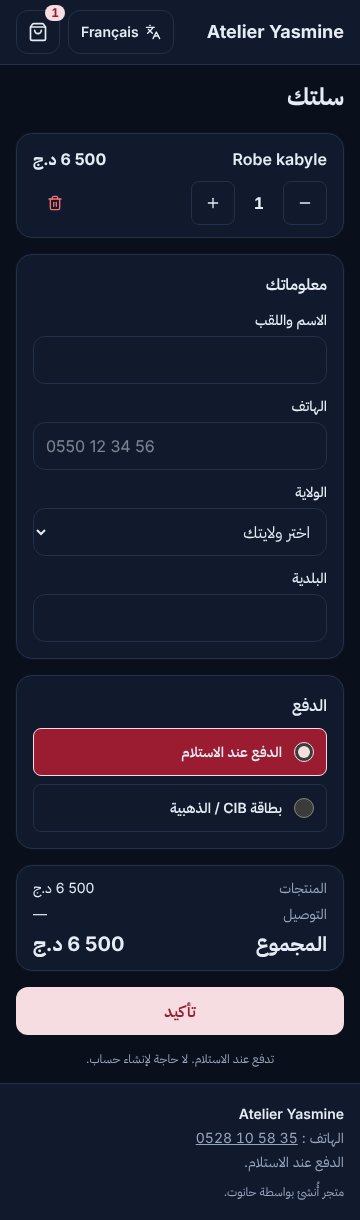 Atelier Yasmine
Français
1
سلتك
Robe kabyle
6 500 د.ج
1
معلوماتك
الاسم واللقب
الهاتف
0550 12 34 56
الولاية
اختر ولايتك
البلدية
الدفع
الدفع عند الاستلام
بطاقة CIB / الذهبية
المنتجات
6 500 د.ج
التوصيل
—
المجموع
6 500 د.ج
تأكيد
تدفع عند الاستلام. لا حاجة لإنشاء حساب.
Atelier Yasmine
الهاتف : 0528 10 58 35
الدفع عند الاستلام.
متجر أُنشئ بواسطة حانوت.